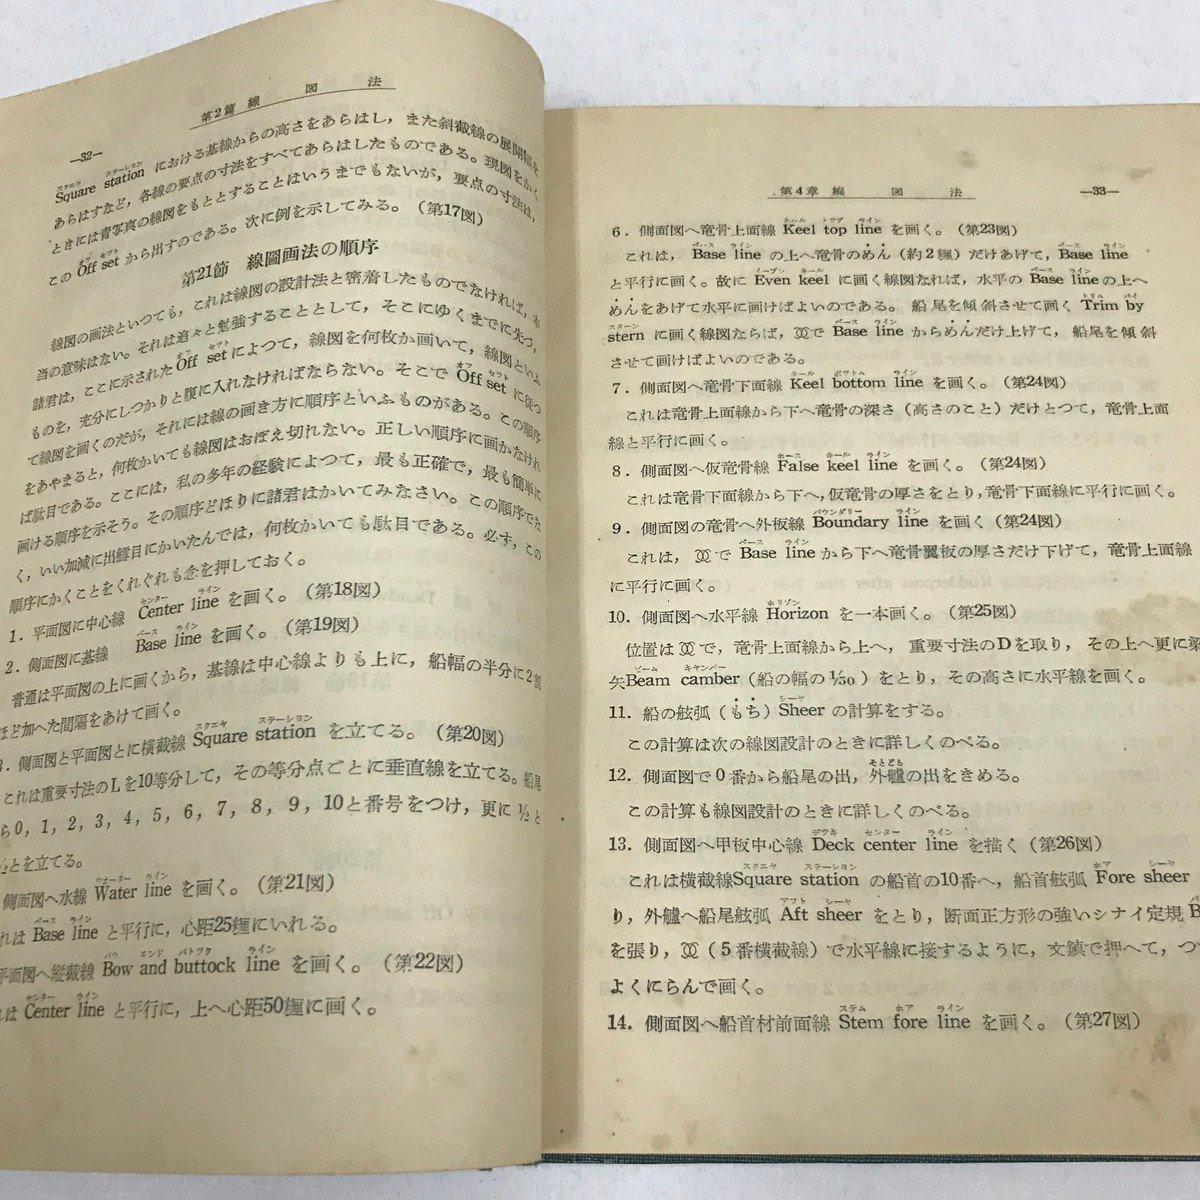 第2篇 線 図 法
—32—
Square station における基線からの高さをあらはし，また斜截線の展開幅を
あらはすなど，各線の要点の寸法をすべてあらはしたものである。現図をかく
ときには青写真の線図をもととすることはいうまでもないが，要点の寸法は，
この Off set から出すのである。次に例を示してみる。（第17図）
第21節 線圖画法の順序
線図の画法といつても，これは線図の設計法と密着したものでなければ，本
当の意味はない。それは追々と勉強することとして，そこにゆくまでに先づ，
諸君は，ここに示された Off set によつて，線図を何枚か画いて，線図といふ
ものを，充分にしつかりと腹に入れなければならない。そこで Off set に従つ
て線図を画くのだが，それには線の画き方に順序といふものがある。この順序
をあやまると，何枚かいても線図はおぼえ切れない。正しい順序に画かなけれ
ば駄目である。ここには，私の多年の経験によつて，最も正確で，最も簡単に
画ける順序を示そう。その順序どほりに諸君はかいてみなさい。この順序でな
く，いい加減に出鱈目にかいたんでは，何枚かいても駄目である。必ず，この
順序にかくことをくれぐれも念を押しておく。
1．平面図に中心線 Center line を画く。（第18図）
2．側面図に基線 Base line を画く。（第19図）
普通は平面図の上に画くから，基線は中心線よりも上に，船幅の半分に2割
ほど加へた間隔をあけて画く。
3．側面図と平面図とに横截線 Square station を立てる。（第20図）
これは重要寸法のLを10等分して，その等分点ごとに垂直線を立てる。船尾
ら0，1，2，3，4，5，6，7，8，9，10と番号をつけ，更に ½ と
½とを立てる。
側面図へ水線 Water line を画く。（第21図）
れは Base line と平行に，心距25糎にいれる。
平面図へ縦截線 Bow and buttock line を画く。（第22図）
れは Center line と平行に，上へ心距50糎に画く。
第4章線 図 法 —33—
6．側面図へ竜骨上面線 Keel top line を画く。（第23図）
これは， Base line の上へ竜骨のめん（約2糎）だけあげて，Base line
と平行に画く。故に Even keel に画く線図なれば，水平の Base line の上へ
めんをあげて水平に画けばよいのである。 船尾を傾斜させて画く Trim by
stern に画く線図ならば，⋊⋉で Base line からめんだけ上げて，船尾を傾斜
させて画けばよいのである。
7．側面図へ竜骨下面線 Keel bottom line を画く。（第24図）
これは竜骨上面線から下へ竜骨の深さ（高さのこと）だけとつて，竜骨上面
線と平行に画く。
8．側面図へ仮竜骨線 False keel line を画く。（第24図）
これは竜骨下面線から下へ，仮竜骨の厚さをとり，竜骨下面線に平行に画く。
9．側面図の竜骨へ外板線 Boundary line を画く（第24図）
これは，⋊⋉で Base line から下へ竜骨翼板の厚さだけ下げて，竜骨上面線
に平行に画く。
10．側面図へ水平線 Horizon を一本画く。（第25図）
位置は⋊⋉で，竜骨上面線から上へ，重要寸法のDを取り，その上へ更に梁
矢Beam camber（船の幅の 1/50 ）をとり，その高さに水平線を画く。
11．船の舷弧（もち）Sheer の計算をする。
この計算は次の線図設計のときに詳しくのべる。
12．側面図で0番から船尾の出，外艫の出をきめる。
この計算も線図設計のときに詳しくのべる。
13．側面図へ甲板中心線 Deck center line を描く（第26図）
これは横截線Square station の船首の10番へ，船首舷弧 Fore sheer
り，外艫へ船尾舷弧 Aft sheer をとり，断面正方形の強いシナイ定規 B
を張り，⋊⋉（5番横截線）で水平線に接するように，文鎮で押へて，つ
よくにらんで画く。
14．側面図へ船首材前面線 Stem fore line を画く。（第27図）